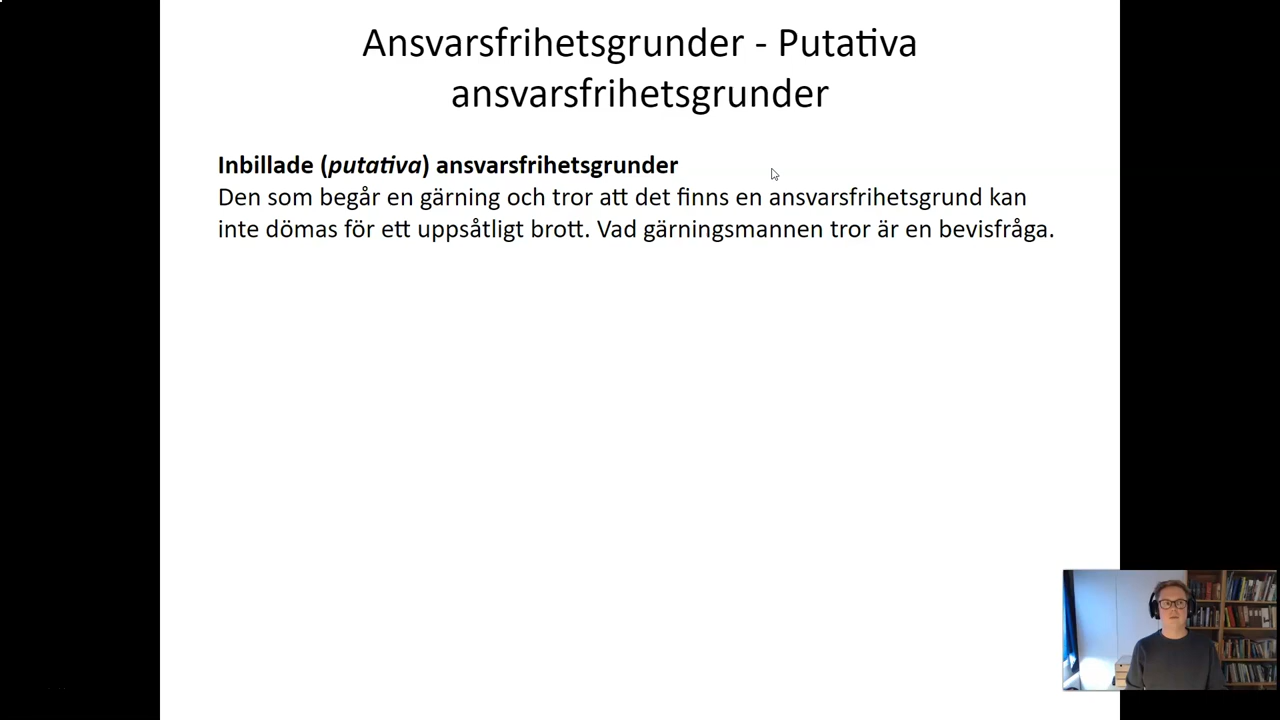 Ansvarsfrihetsgrunder - Putativa
ansvarsfrihetsgrunder
Inbillade (putativa) ansvarsfrihetsgrunder
Den som begår en gärning och tror att det finns en ansvarsfrihetsgrund kan
inte dömas för ett uppsåtligt brott. Vad gärningsmannen tror är en bevisfråga.